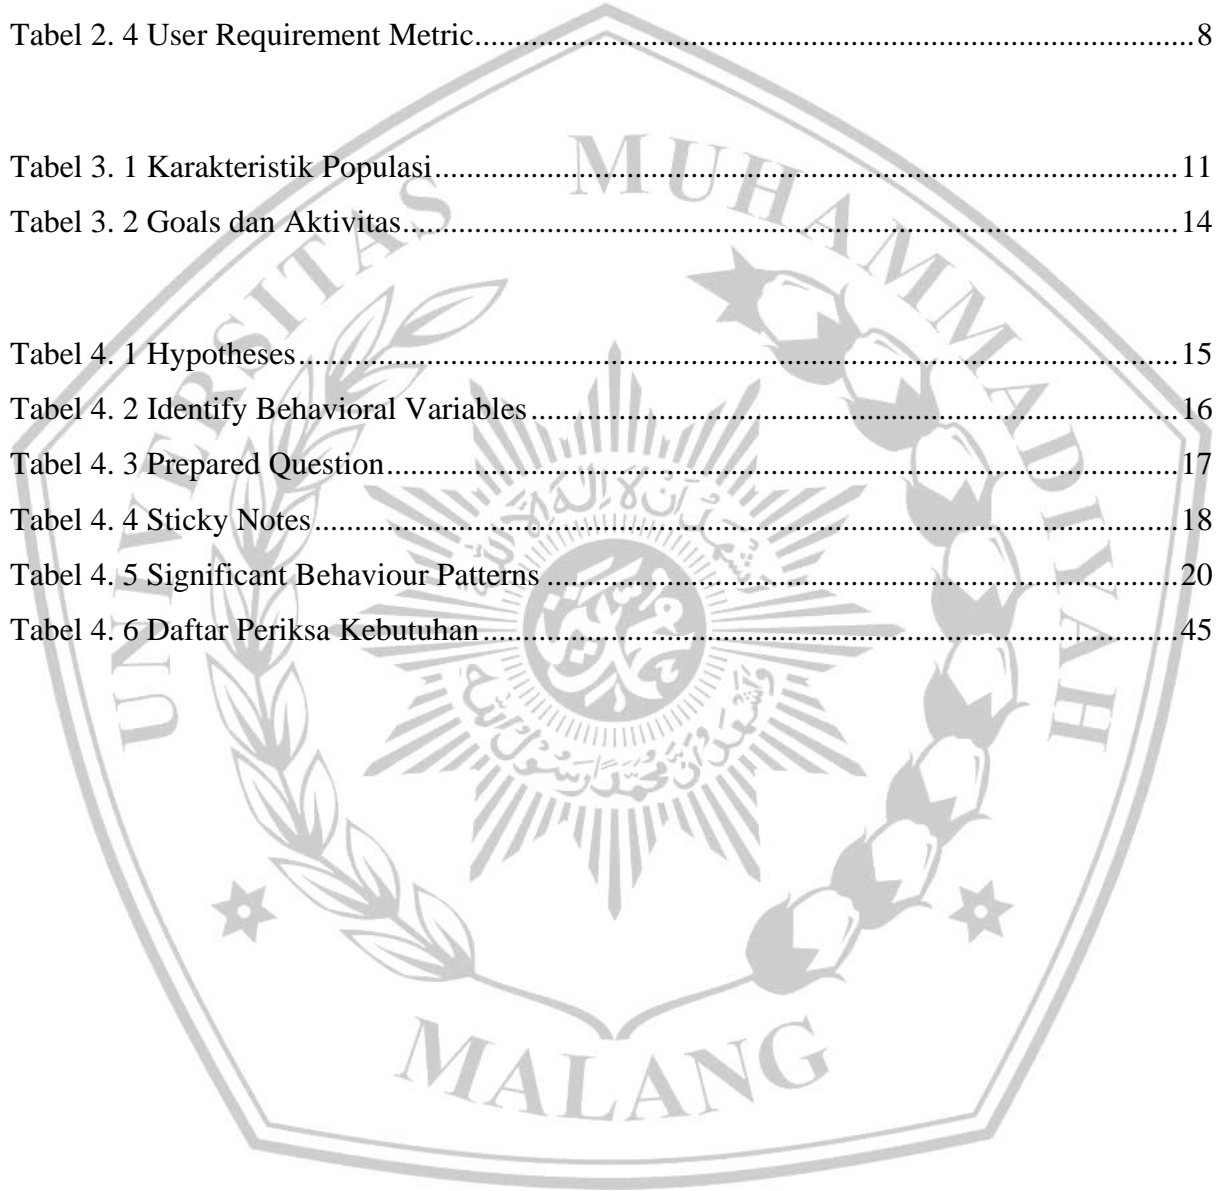 Tabel 2. 4 User Requirement Metric........................................................................................8
Tabel 3. 1 Karakteristik Populasi...........................................................................................11
Tabel 3. 2 Goals dan Aktivitas...............................................................................................14
Tabel 4. 1 Hypotheses............................................................................................................15
Tabel 4. 2 Identify Behavioral Variables................................................................................16
Tabel 4. 3 Prepared Question.................................................................................................17
Tabel 4. 4 Sticky Notes..........................................................................................................18
Tabel 4. 5 Significant Behaviour Patterns..............................................................................20
Tabel 4. 6 Daftar Periksa Kebutuhan......................................................................................45
UNIVERSITAS MUHAMMADIYAH
MALANG